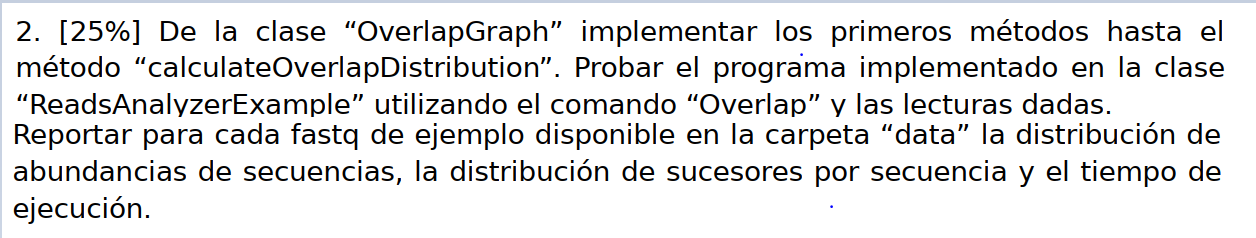 2. [25%] De la clase “OverlapGraph” implementar los primeros métodos hasta el
método “calculateOverlapDistribution”. Probar el programa implementado en la clase
“ReadsAnalyzerExample” utilizando el comando “Overlap” y las lecturas dadas.
Reportar para cada fastq de ejemplo disponible en la carpeta “data” la distribución de
abundancias de secuencias, la distribución de sucesores por secuencia y el tiempo de
ejecución.